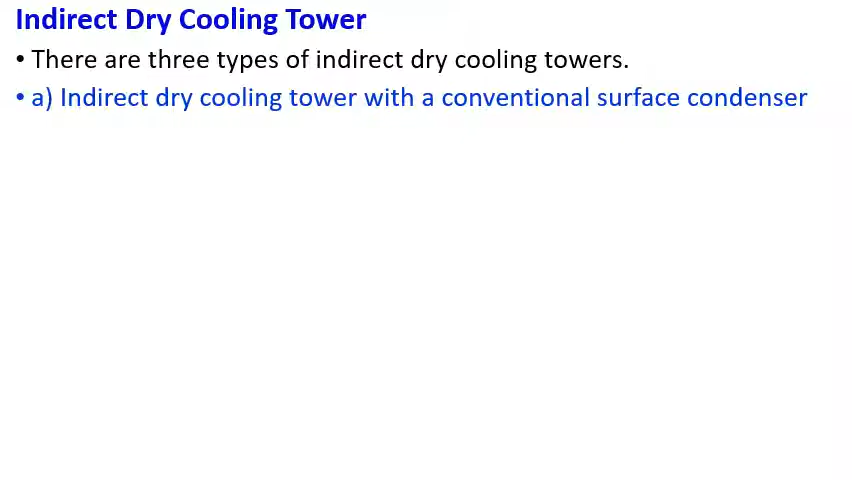 Indirect Dry Cooling Tower
• There are three types of indirect dry cooling towers.
• a) Indirect dry cooling tower with a conventional surface condenser